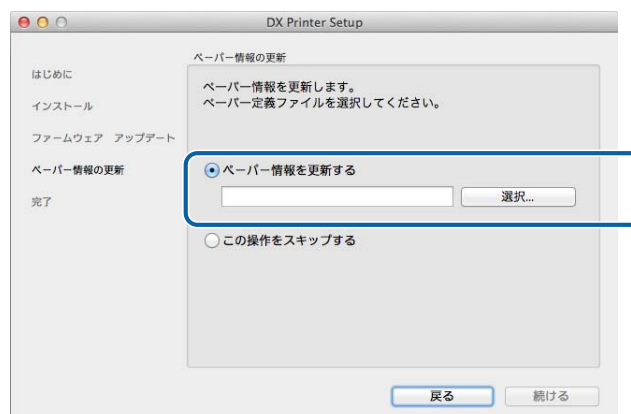 DX Printer Setup
はじめに
インストール
ファームウェア アップデート
ペーパー情報の更新
完了
ペーパー情報の更新
ペーパー情報を更新します。
ペーパー定義ファイルを選択してください。
ペーパー情報を更新する
選択...
この操作をスキップする
戻る
続ける